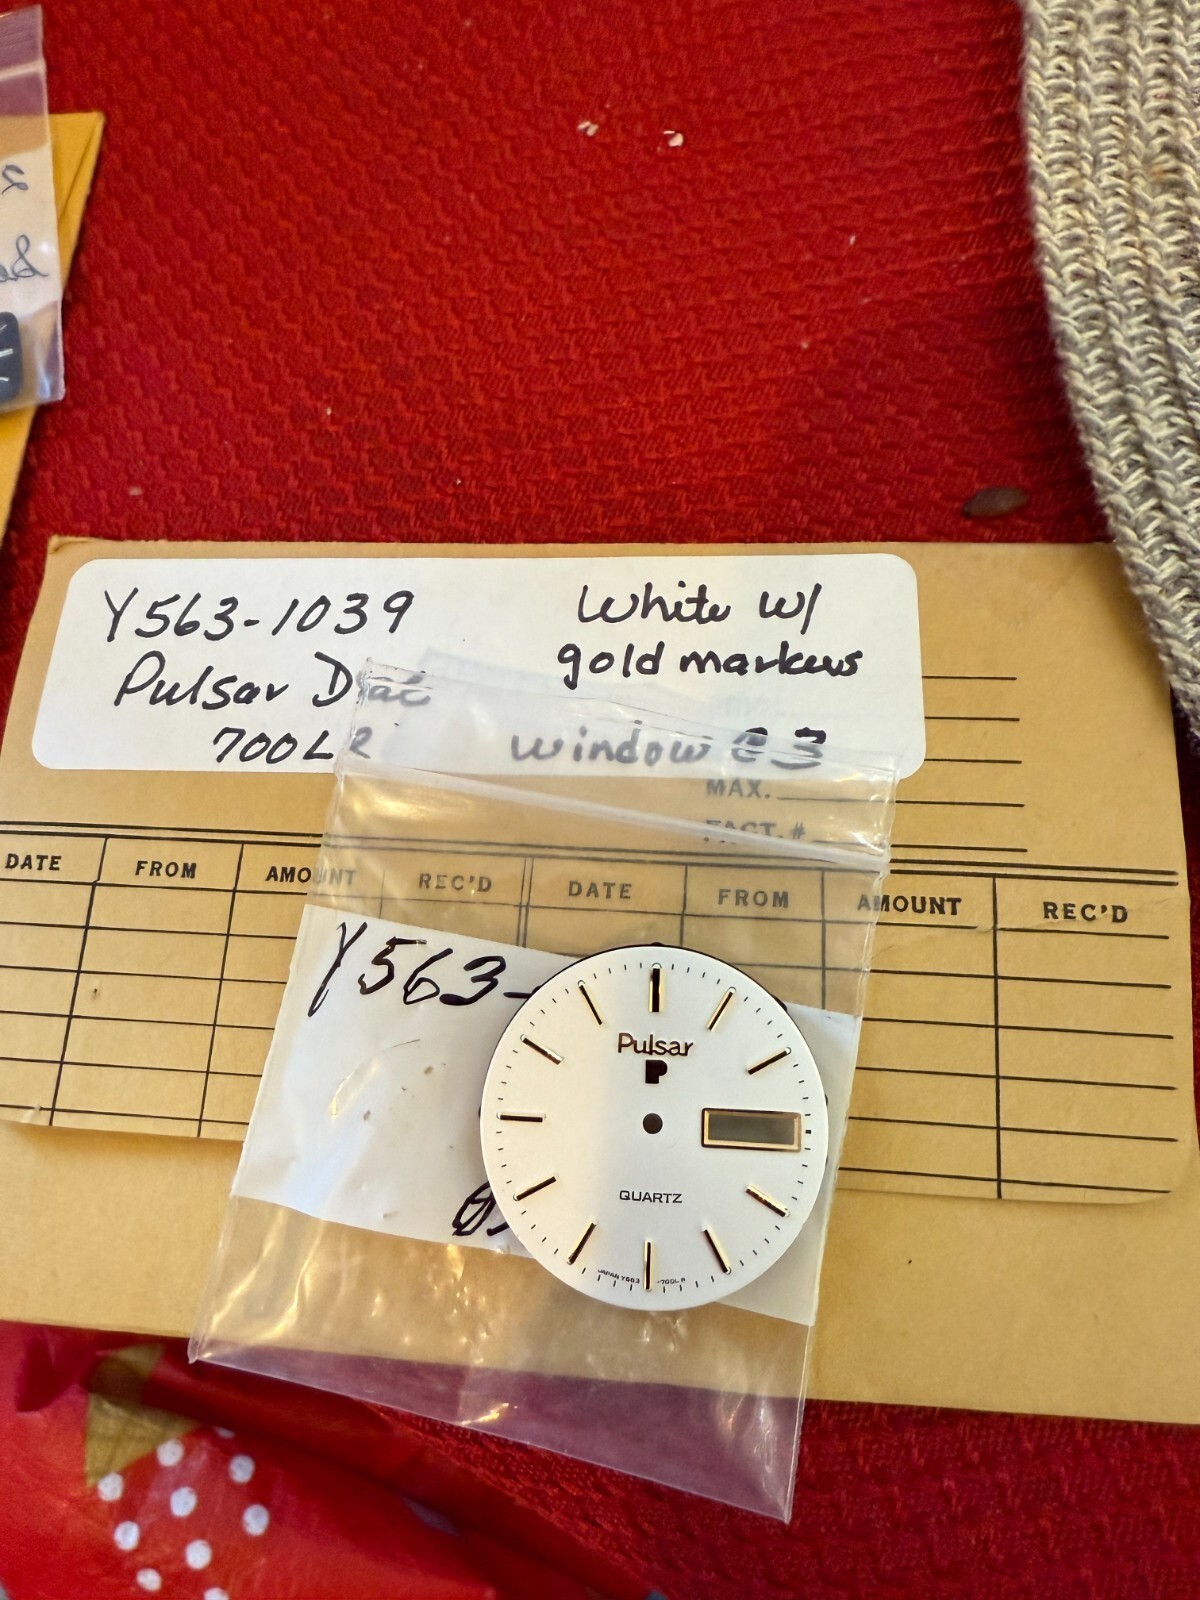 Y563-1039
Pulsar Dial
700LR
White w/
gold markers
window @ 3
MAX.
FACT. #
DATE FROM AMOUNT REC'D DATE FROM AMOUNT REC'D
Y563-
Pulsar
P
QUARTZ
JAPAN Y563 -700L R